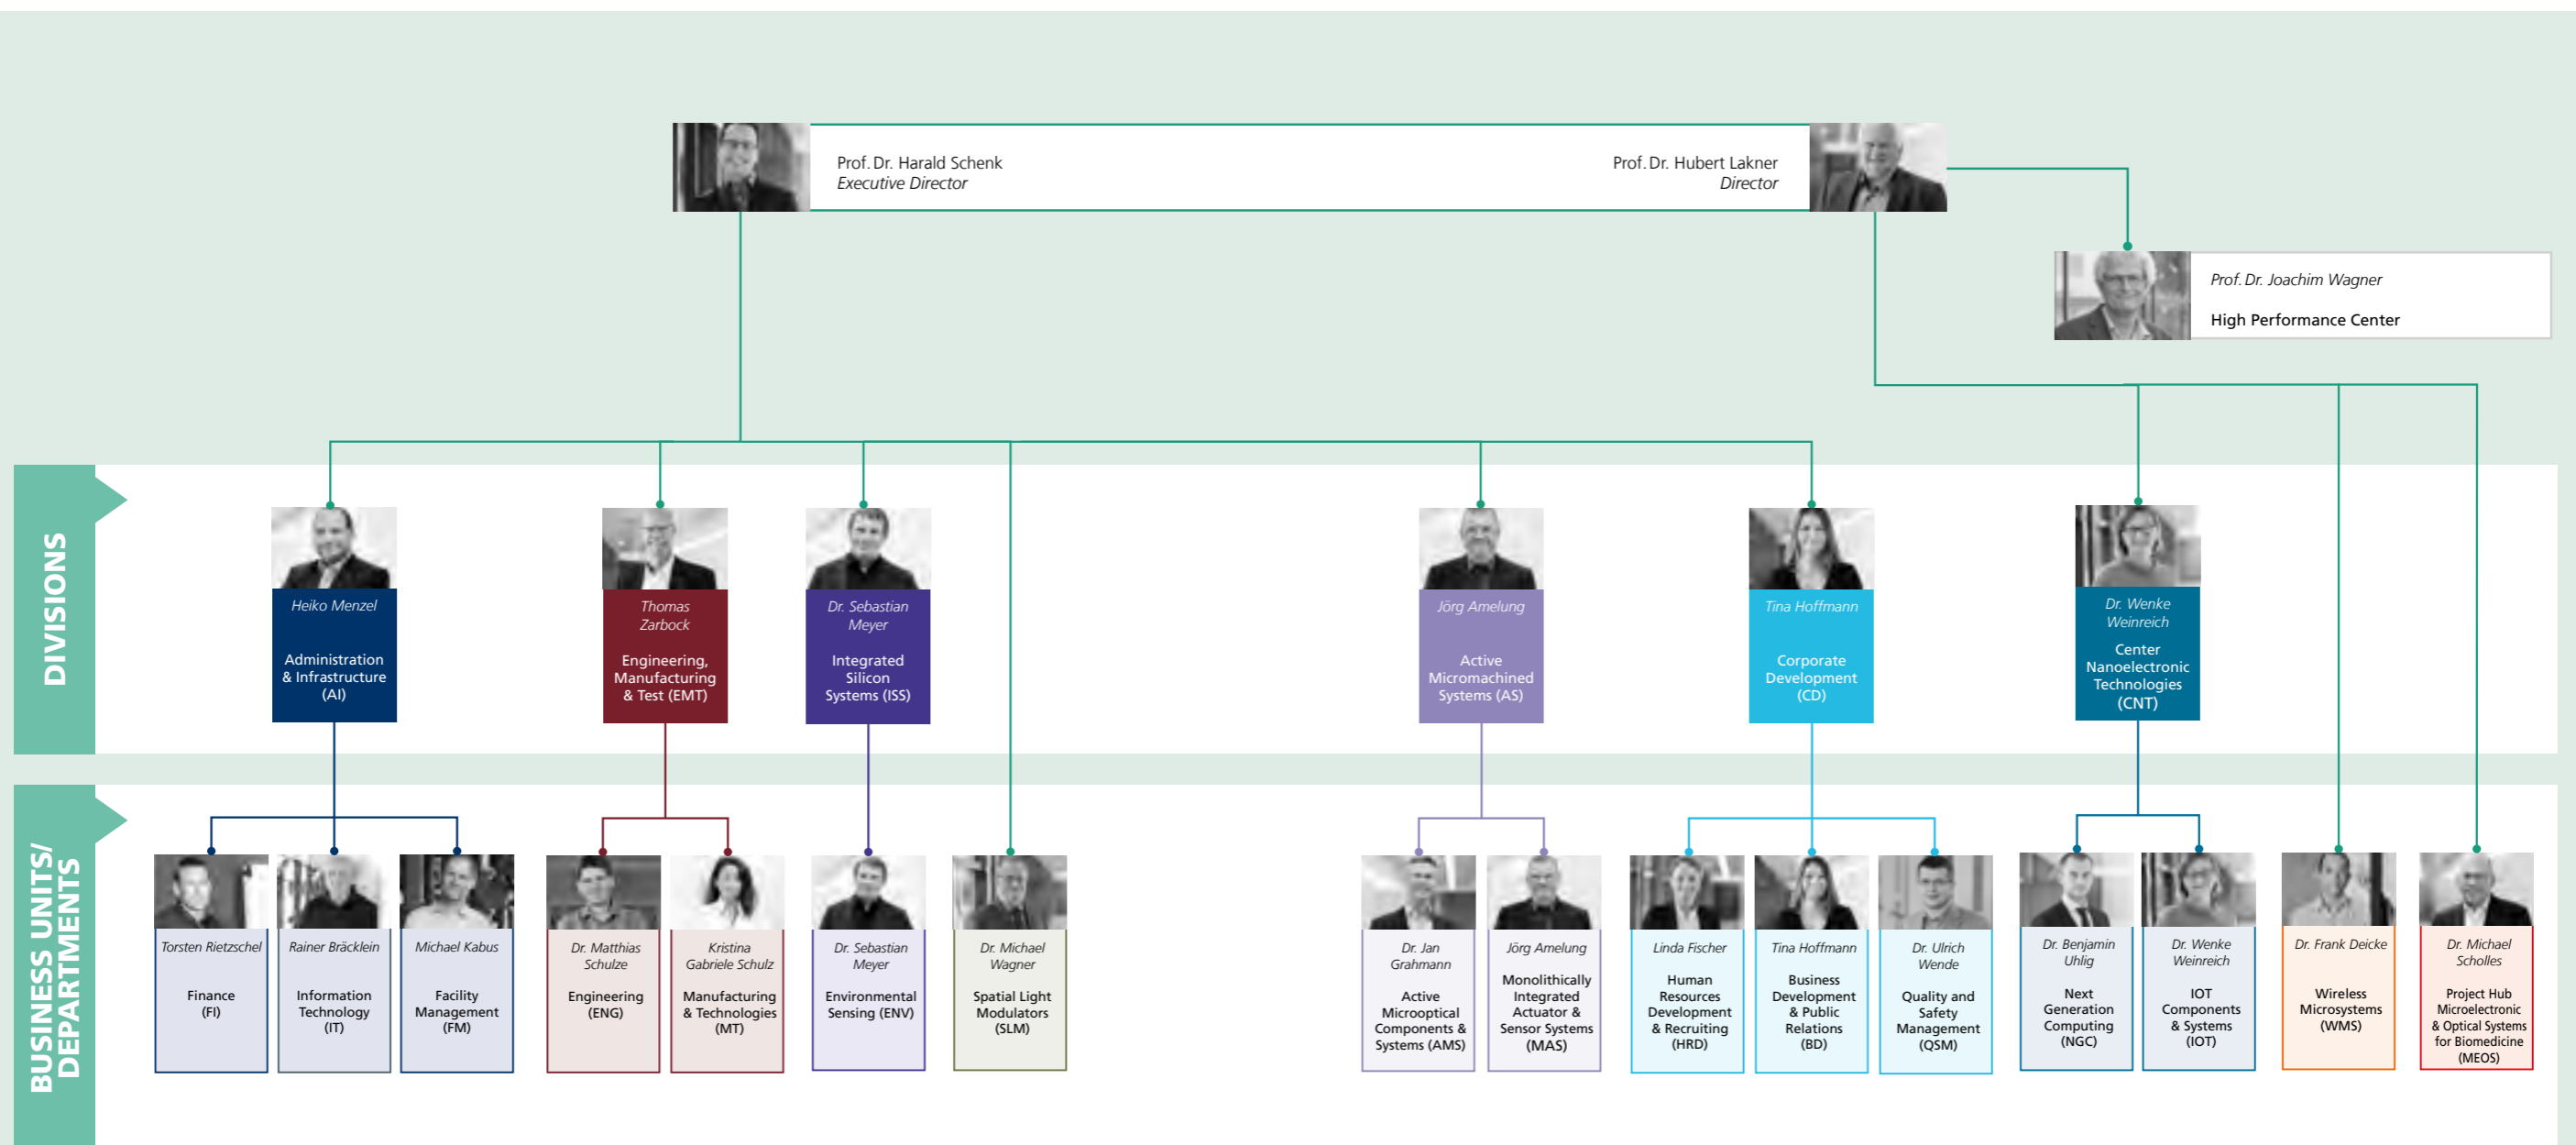 Prof. Dr. Harald Schenk
Executive Director
Prof. Dr. Hubert Lakner
Director
Prof. Dr. Joachim Wagner
High Performance Center
DIVISIONS
Heiko Menzel
Administration
& Infrastructure
(AI)
Thomas
Zarbock
Engineering,
Manufacturing
& Test (EMT)
Dr. Sebastian
Meyer
Integrated
Silicon
Systems (ISS)
Jörg Amelung
Active
Micromachined
Systems (AS)
Tina Hoffmann
Corporate
Development
(CD)
Dr. Wenke
Weinreich
Center
Nanoelectronic
Technologies
(CNT)
BUSINESS UNITS/
DEPARTMENTS
Torsten Rietzschel
Finance
(FI)
Rainer Bräcklein
Information
Technology
(IT)
Michael Kabus
Facility
Management
(FM)
Dr. Matthias
Schulze
Engineering
(ENG)
Kristina
Gabriele Schulz
Manufacturing
& Technologies
(MT)
Dr. Sebastian
Meyer
Environmental
Sensing (ENV)
Dr. Michael
Wagner
Spatial Light
Modulators
(SLM)
Dr. Jan
Grahmann
Active
Microoptical
Components &
Systems (AMS)
Jörg Amelung
Monolithically
Integrated
Actuator &
Sensor Systems
(MAS)
Linda Fischer
Human
Resources
Development
& Recruiting
(HRD)
Tina Hoffmann
Business
Development
& Public
Relations
(BD)
Dr. Ulrich
Wende
Quality and
Safety
Management
(QSM)
Dr. Benjamin
Uhlig
Next
Generation
Computing
(NGC)
Dr. Wenke
Weinreich
IOT
Components
& Systems
(IOT)
Dr. Frank Deicke
Wireless
Microsystems
(WMS)
Dr. Michael
Scholles
Project Hub
Microelectronic
& Optical Systems
for Biomedicine
(MEOS)